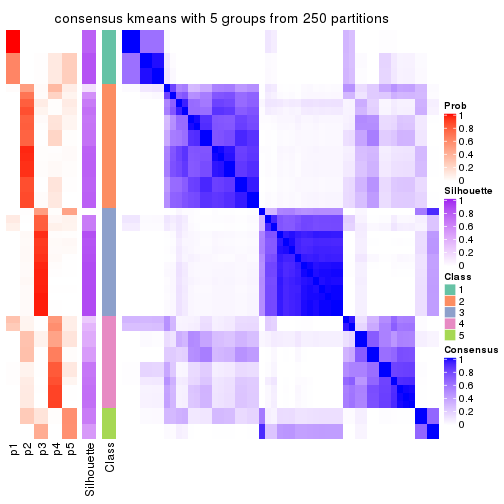 consensus kmeans with 5 groups from 250 partitions
Prob
1
0.8
0.6
0.4
0.2
0
Silhouette
1
0.8
0.6
0.4
0.2
0
Class
1
2
3
4
5
Consensus
1
0.8
0.6
0.4
0.2
0
p1
p2
p3
p4
p5
Silhouette
Class